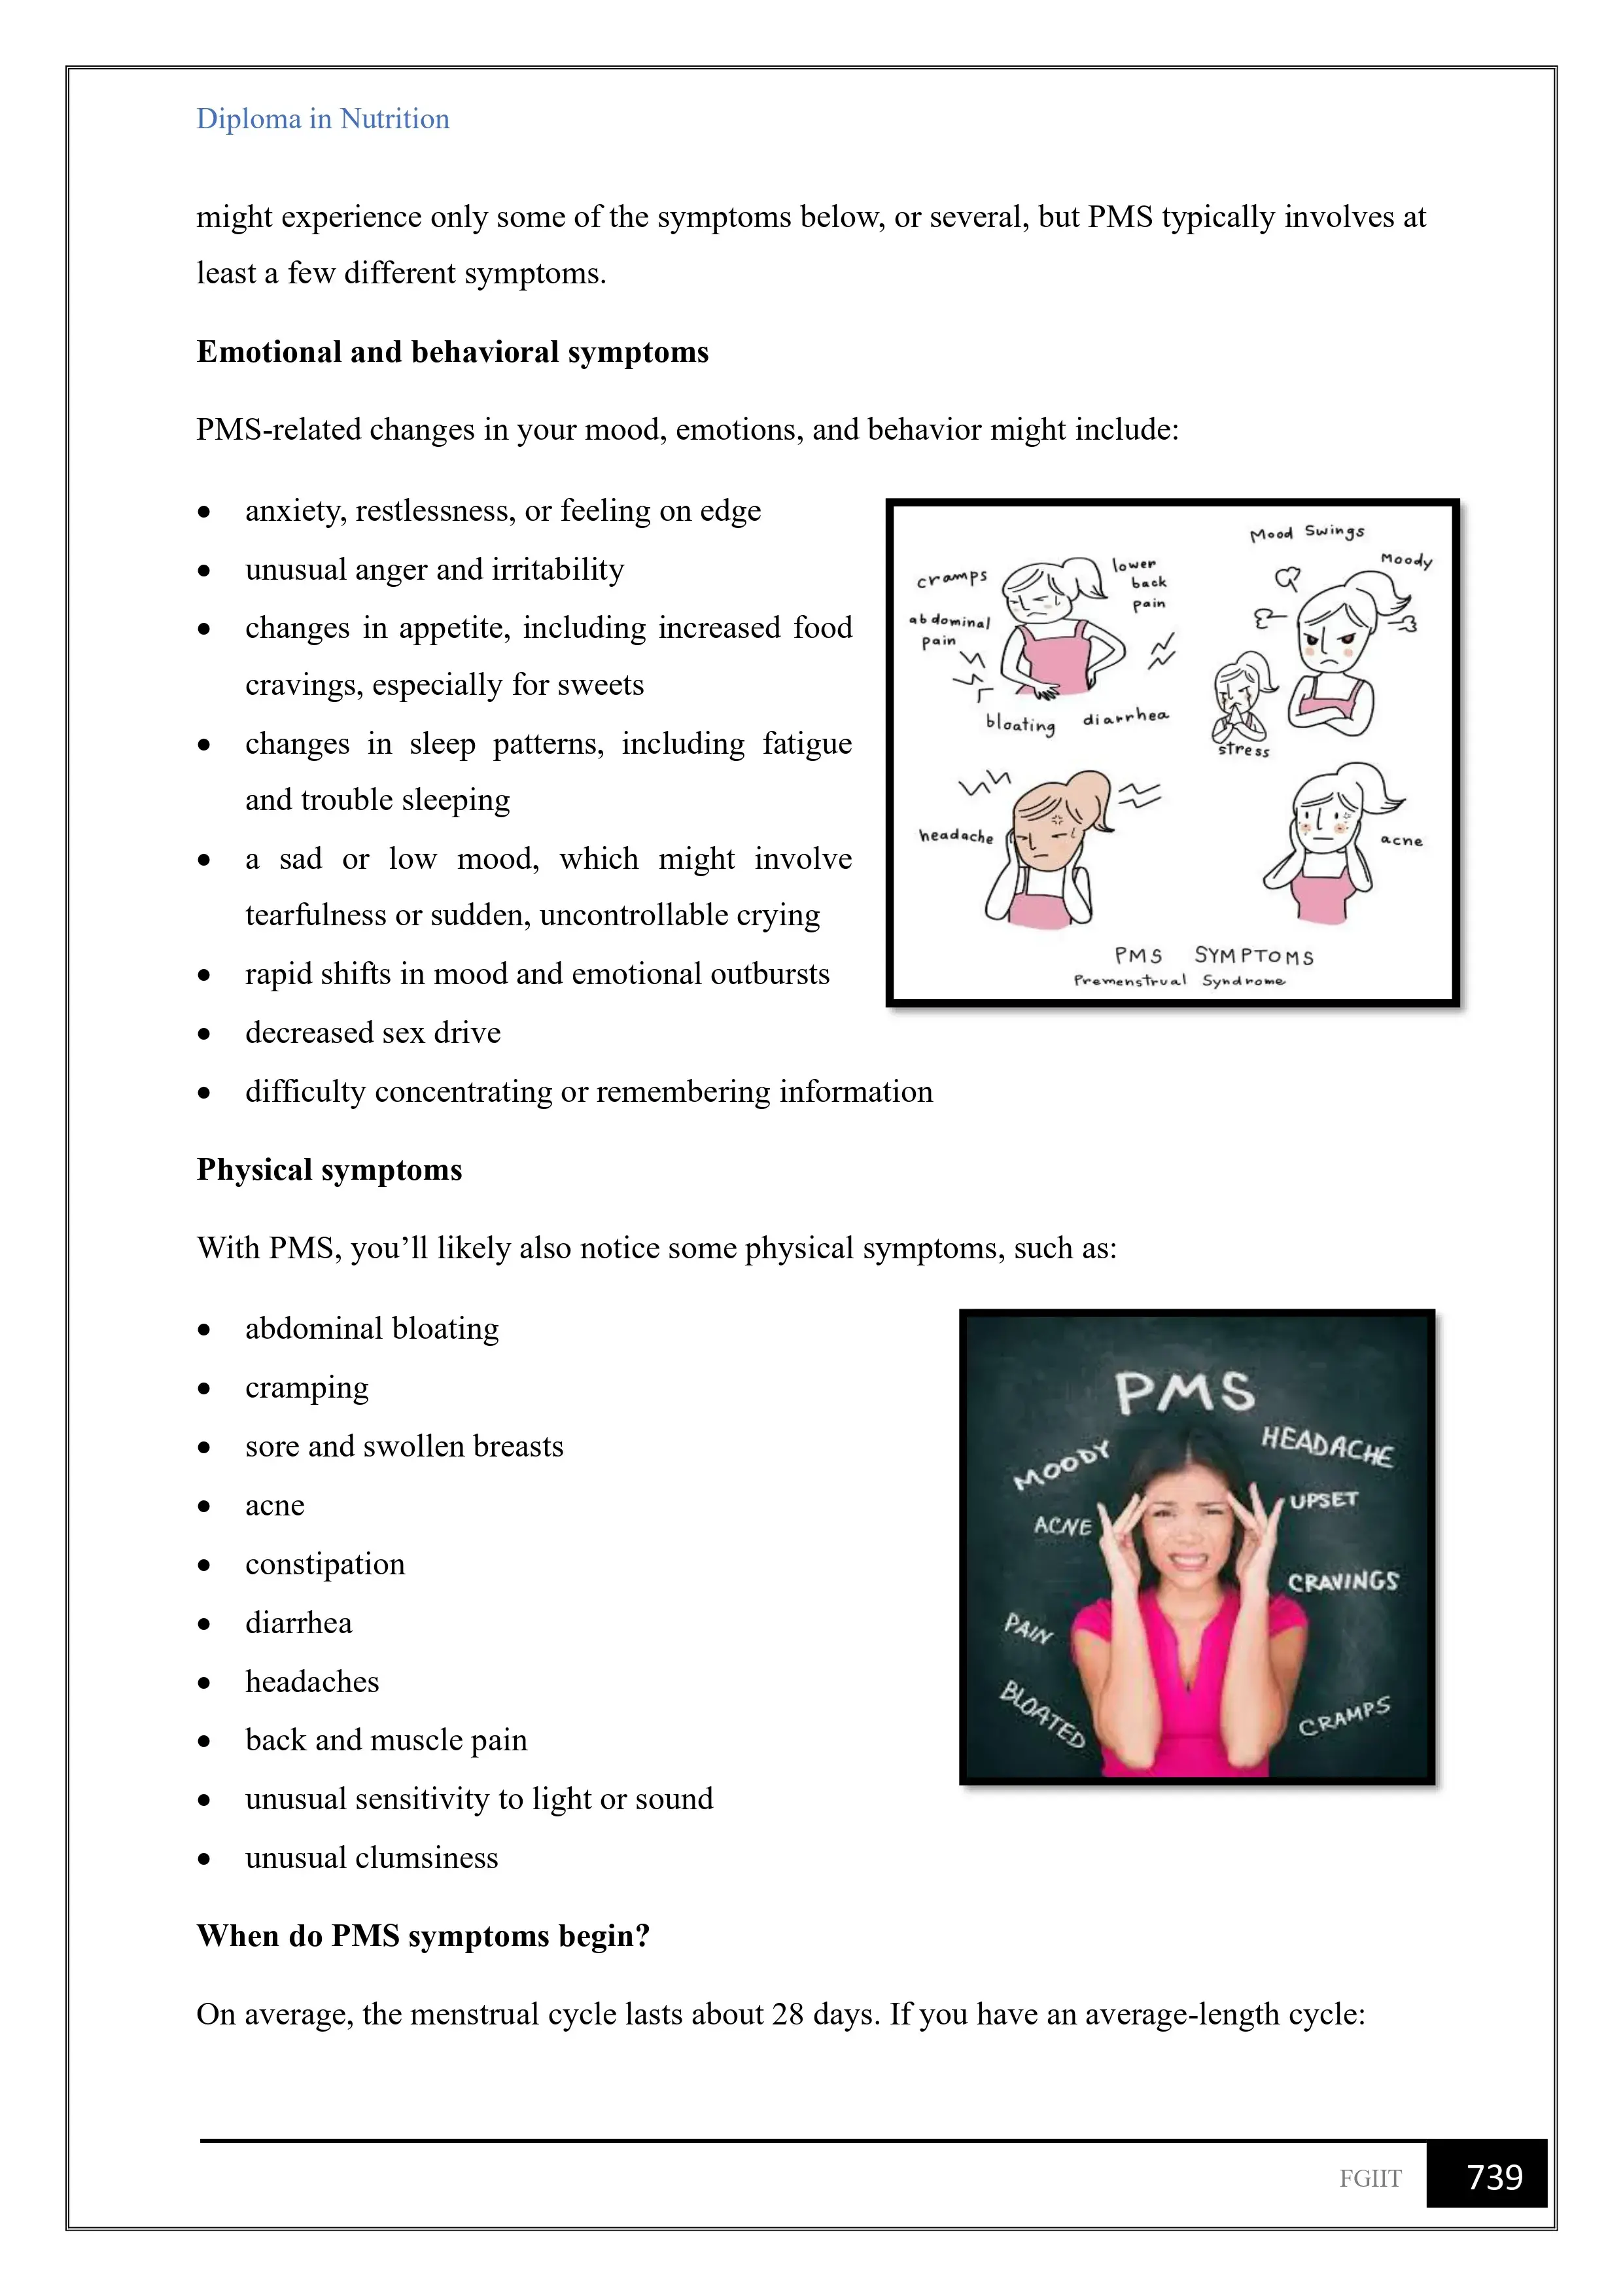 Diploma in Nutrition
might experience only some of the symptoms below, or several, but PMS typically involves at
least a few different symptoms.
Emotional and behavioral symptoms
PMS-related changes in your mood, emotions, and behavior might include:
• anxiety, restlessness, or feeling on edge
• unusual anger and irritability
• changes in appetite, including increased food
cravings, especially for sweets
• changes in sleep patterns, including fatigue
and trouble sleeping
• a sad or low mood, which might involve
tearfulness or sudden, uncontrollable crying
• rapid shifts in mood and emotional outbursts
• decreased sex drive
• difficulty concentrating or remembering information
cramps
lower
back
pain
abdominal
pain
bloating diarrhea
Mood Swings
Moody
stress
headache
acne
PMS SYMPTOMS
Premenstrual Syndrome
Physical symptoms
With PMS, you’ll likely also notice some physical symptoms, such as:
• abdominal bloating
• cramping
• sore and swollen breasts
• acne
• constipation
• diarrhea
• headaches
• back and muscle pain
• unusual sensitivity to light or sound
• unusual clumsiness
PMS
MOODY
HEADACHE
ACNE
UPSET
CRAVINGS
PAIN
BLOATED
CRAMPS
When do PMS symptoms begin?
On average, the menstrual cycle lasts about 28 days. If you have an average-length cycle:
FGIIT 739